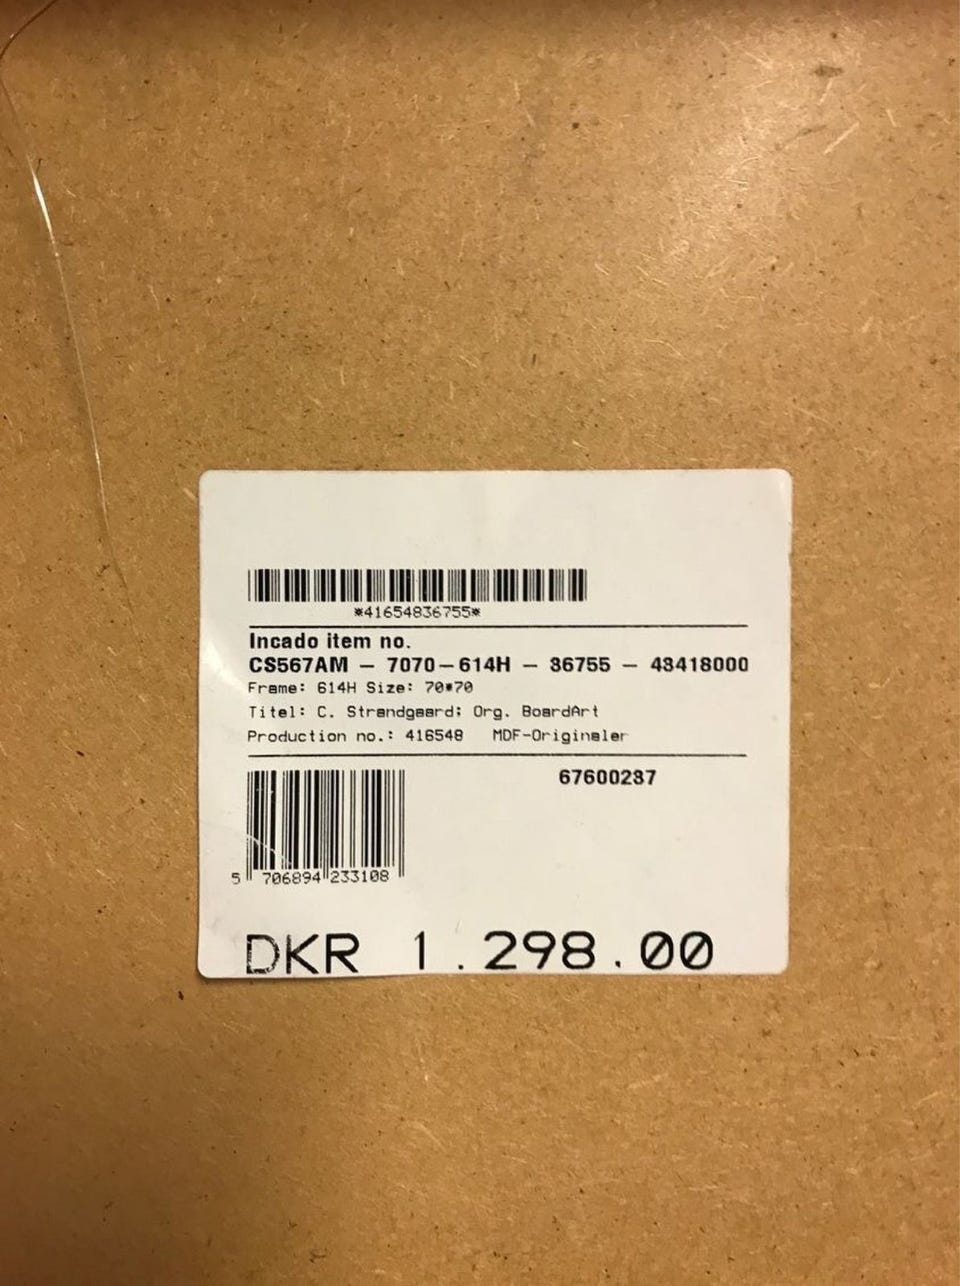 *41654836755*
Incado item no.
CS567AM - 7070-614H - 36755 - 43418000
Frame: 614H Size: 70*70
Titel: C. Strandgaard; Org. BoardArt
Production no.: 416548 MDF-Originaler
67600287
5 706894 233108
DKR 1.298.00